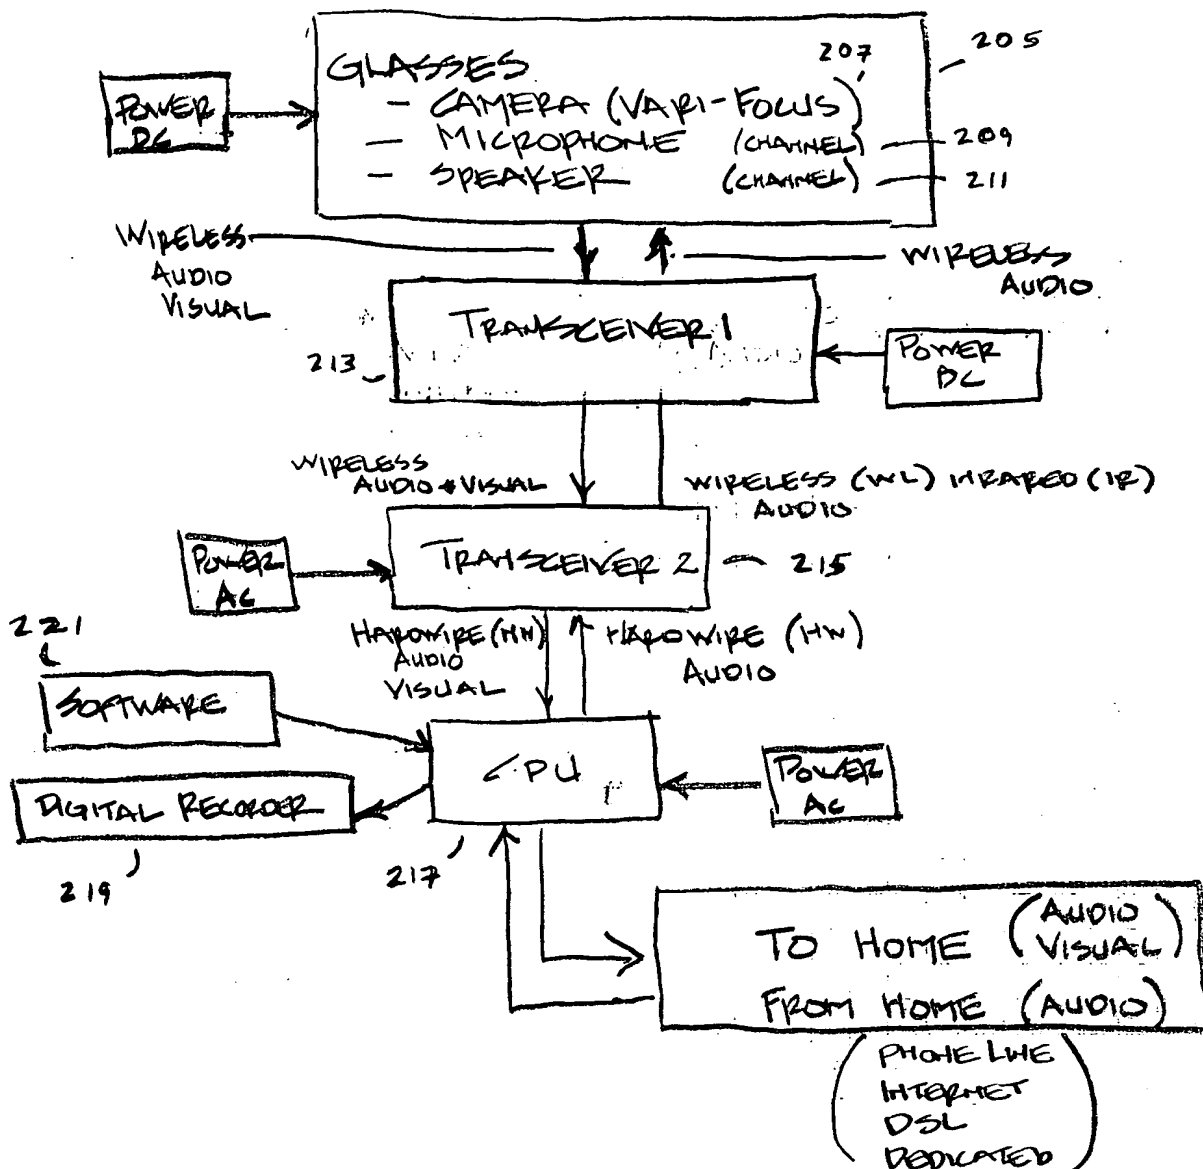 207
205
GLASSES
- CAMERA (VARI-FOCUS)
- MICROPHONE (CHANNEL)
209
- SPEAKER (CHANNEL)
211
POWER
DC
WIRELESS
AUDIO
VISUAL
WIRELESS
AUDIO
TRANSCEIVER 1
213
POWER
DC
WIRELESS
AUDIO & VISUAL
WIRELESS (WL) INRARED (IR)
AUDIO
POWER
AC
TRANSCEIVER 2
215
HARDWIRE (HW)
AUDIO
VISUAL
HARDWIRE (HW)
AUDIO
221
SOFTWARE
DIGITAL RECORDER
219
CPU
217
POWER
AC
TO HOME (AUDIO
VISUAL)
FROM HOME (AUDIO)
(PHONE LINE
INTERNET
DSL
DEDICATED)